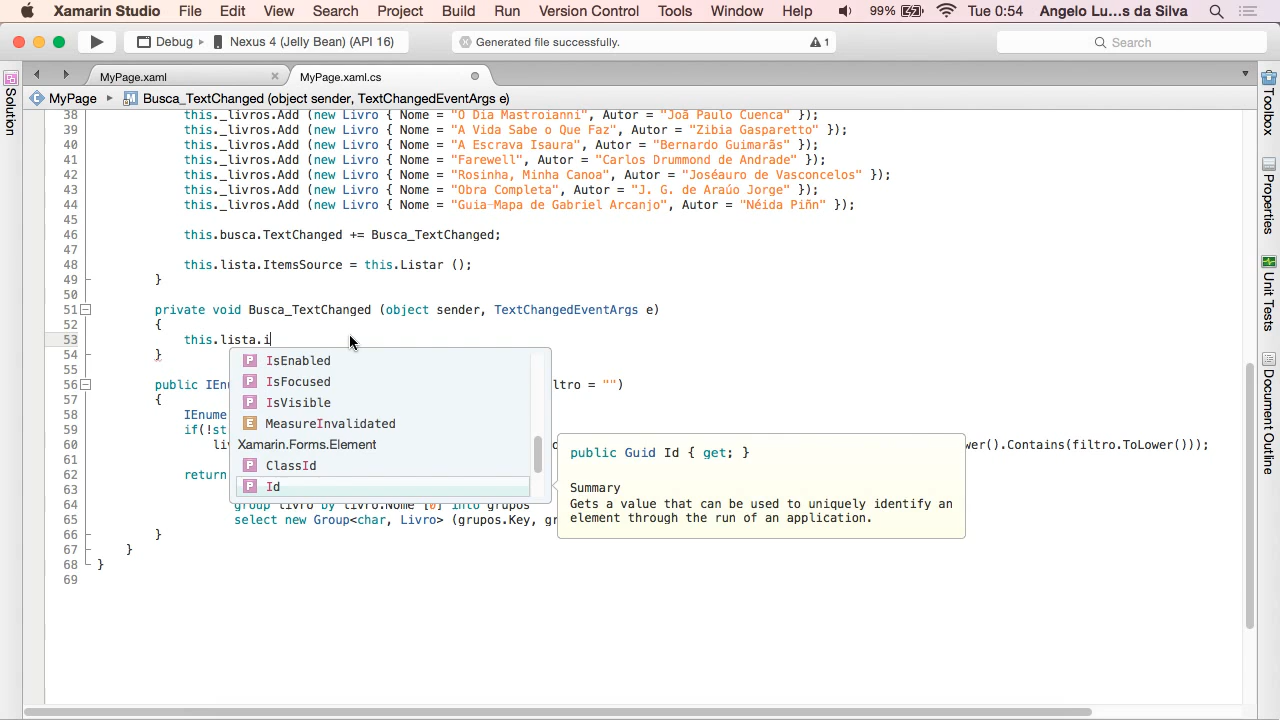 Xamarin Studio File Edit View Search Project Build Run Version Control Tools Window Help 99% Tue 0:54 Angelo Lu...s da Silva
Debug › Nexus 4 (Jelly Bean) (API 16) Generated file successfully. 1 Search
MyPage.xaml MyPage.xaml.cs
MyPage ▸ Busca_TextChanged (object sender, TextChangedEventArgs e)
Solution
Toolbox
Properties
Unit Tests
Document Outline
38 this._livros.Add (new Livro { Nome = "O Dia Mastroianni", Autor = "Joã Paulo Cuenca" });
39 this._livros.Add (new Livro { Nome = "A Vida Sabe o Que Faz", Autor = "Zibia Gasparetto" });
40 this._livros.Add (new Livro { Nome = "A Escrava Isaura", Autor = "Bernardo Guimarãs" });
41 this._livros.Add (new Livro { Nome = "Farewell", Autor = "Carlos Drummond de Andrade" });
42 this._livros.Add (new Livro { Nome = "Rosinha, Minha Canoa", Autor = "Joséauro de Vasconcelos" });
43 this._livros.Add (new Livro { Nome = "Obra Completa", Autor = "J. G. de Araúo Jorge" });
44 this._livros.Add (new Livro { Nome = "Guia-Mapa de Gabriel Arcanjo", Autor = "Néida Piñn" });
45
46 this.busca.TextChanged += Busca_TextChanged;
47
48 this.lista.ItemsSource = this.Listar ();
49 }
50
51 private void Busca_TextChanged (object sender, TextChangedEventArgs e)
52 {
53 this.lista.i
54 }
55
56 public IEnu ltro = "")
57 {
58 IEnume
59 if(!st
60 liv ower().Contains(filtro.ToLower()));
61
62 return
63
64 group livro by livro.Nome [0] into grupos
65 select new Group<char, Livro> (grupos.Key, gr
66 }
67 }
68 }
69
IsEnabled
IsFocused
IsVisible
MeasureInvalidated
Xamarin.Forms.Element
ClassId
Id
public Guid Id { get; }
Summary
Gets a value that can be used to uniquely identify an
element through the run of an application.